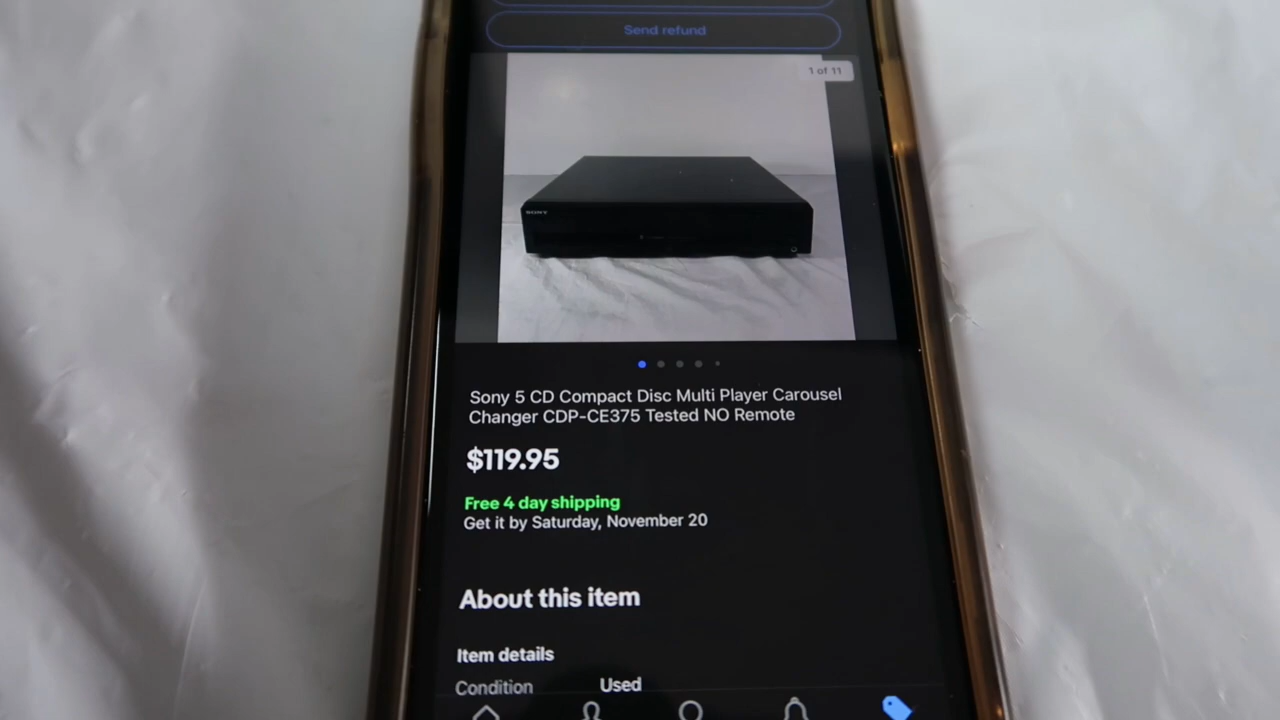 Send refund
1 of 11
SONY
Sony 5 CD Compact Disc Multi Player Carousel
Changer CDP-CE375 Tested NO Remote
$119.95
Free 4 day shipping
Get it by Saturday, November 20
About this item
Item details
Condition Used